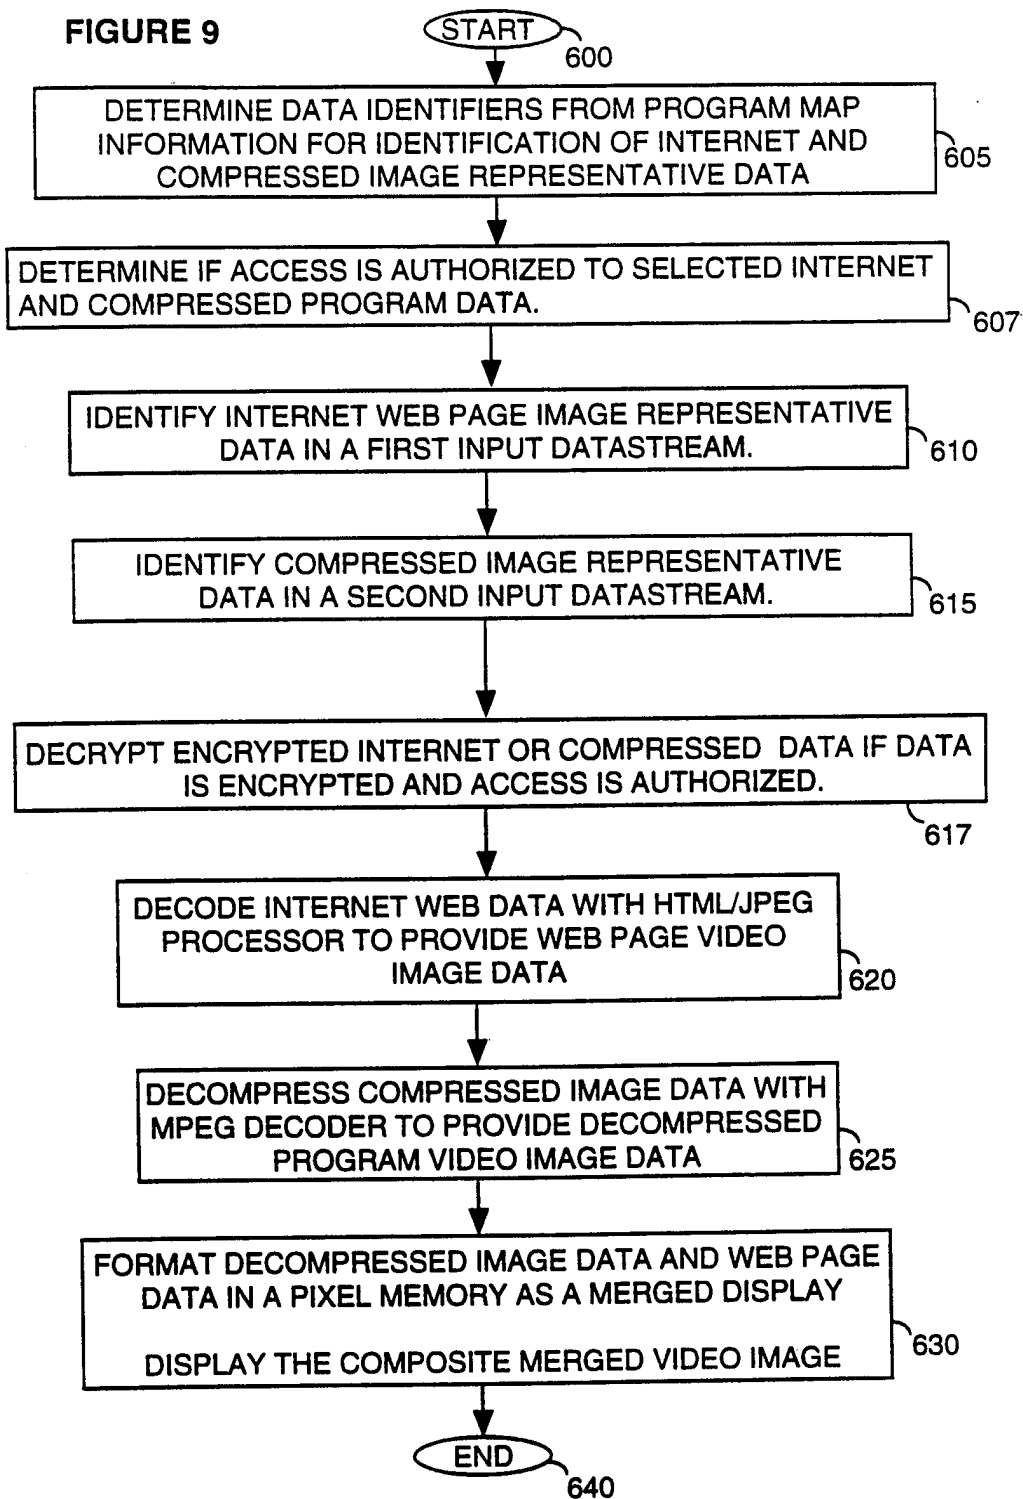 FIGURE 9
START
600
DETERMINE DATA IDENTIFIERS FROM PROGRAM MAP
INFORMATION FOR IDENTIFICATION OF INTERNET AND
COMPRESSED IMAGE REPRESENTATIVE DATA
605
DETERMINE IF ACCESS IS AUTHORIZED TO SELECTED INTERNET
AND COMPRESSED PROGRAM DATA.
607
IDENTIFY INTERNET WEB PAGE IMAGE REPRESENTATIVE
DATA IN A FIRST INPUT DATASTREAM.
610
IDENTIFY COMPRESSED IMAGE REPRESENTATIVE
DATA IN A SECOND INPUT DATASTREAM.
615
DECRYPT ENCRYPTED INTERNET OR COMPRESSED DATA IF DATA
IS ENCRYPTED AND ACCESS IS AUTHORIZED.
617
DECODE INTERNET WEB DATA WITH HTML/JPEG
PROCESSOR TO PROVIDE WEB PAGE VIDEO
IMAGE DATA
620
DECOMPRESS COMPRESSED IMAGE DATA WITH
MPEG DECODER TO PROVIDE DECOMPRESSED
PROGRAM VIDEO IMAGE DATA
625
FORMAT DECOMPRESSED IMAGE DATA AND WEB PAGE
DATA IN A PIXEL MEMORY AS A MERGED DISPLAY
DISPLAY THE COMPOSITE MERGED VIDEO IMAGE
630
END
640